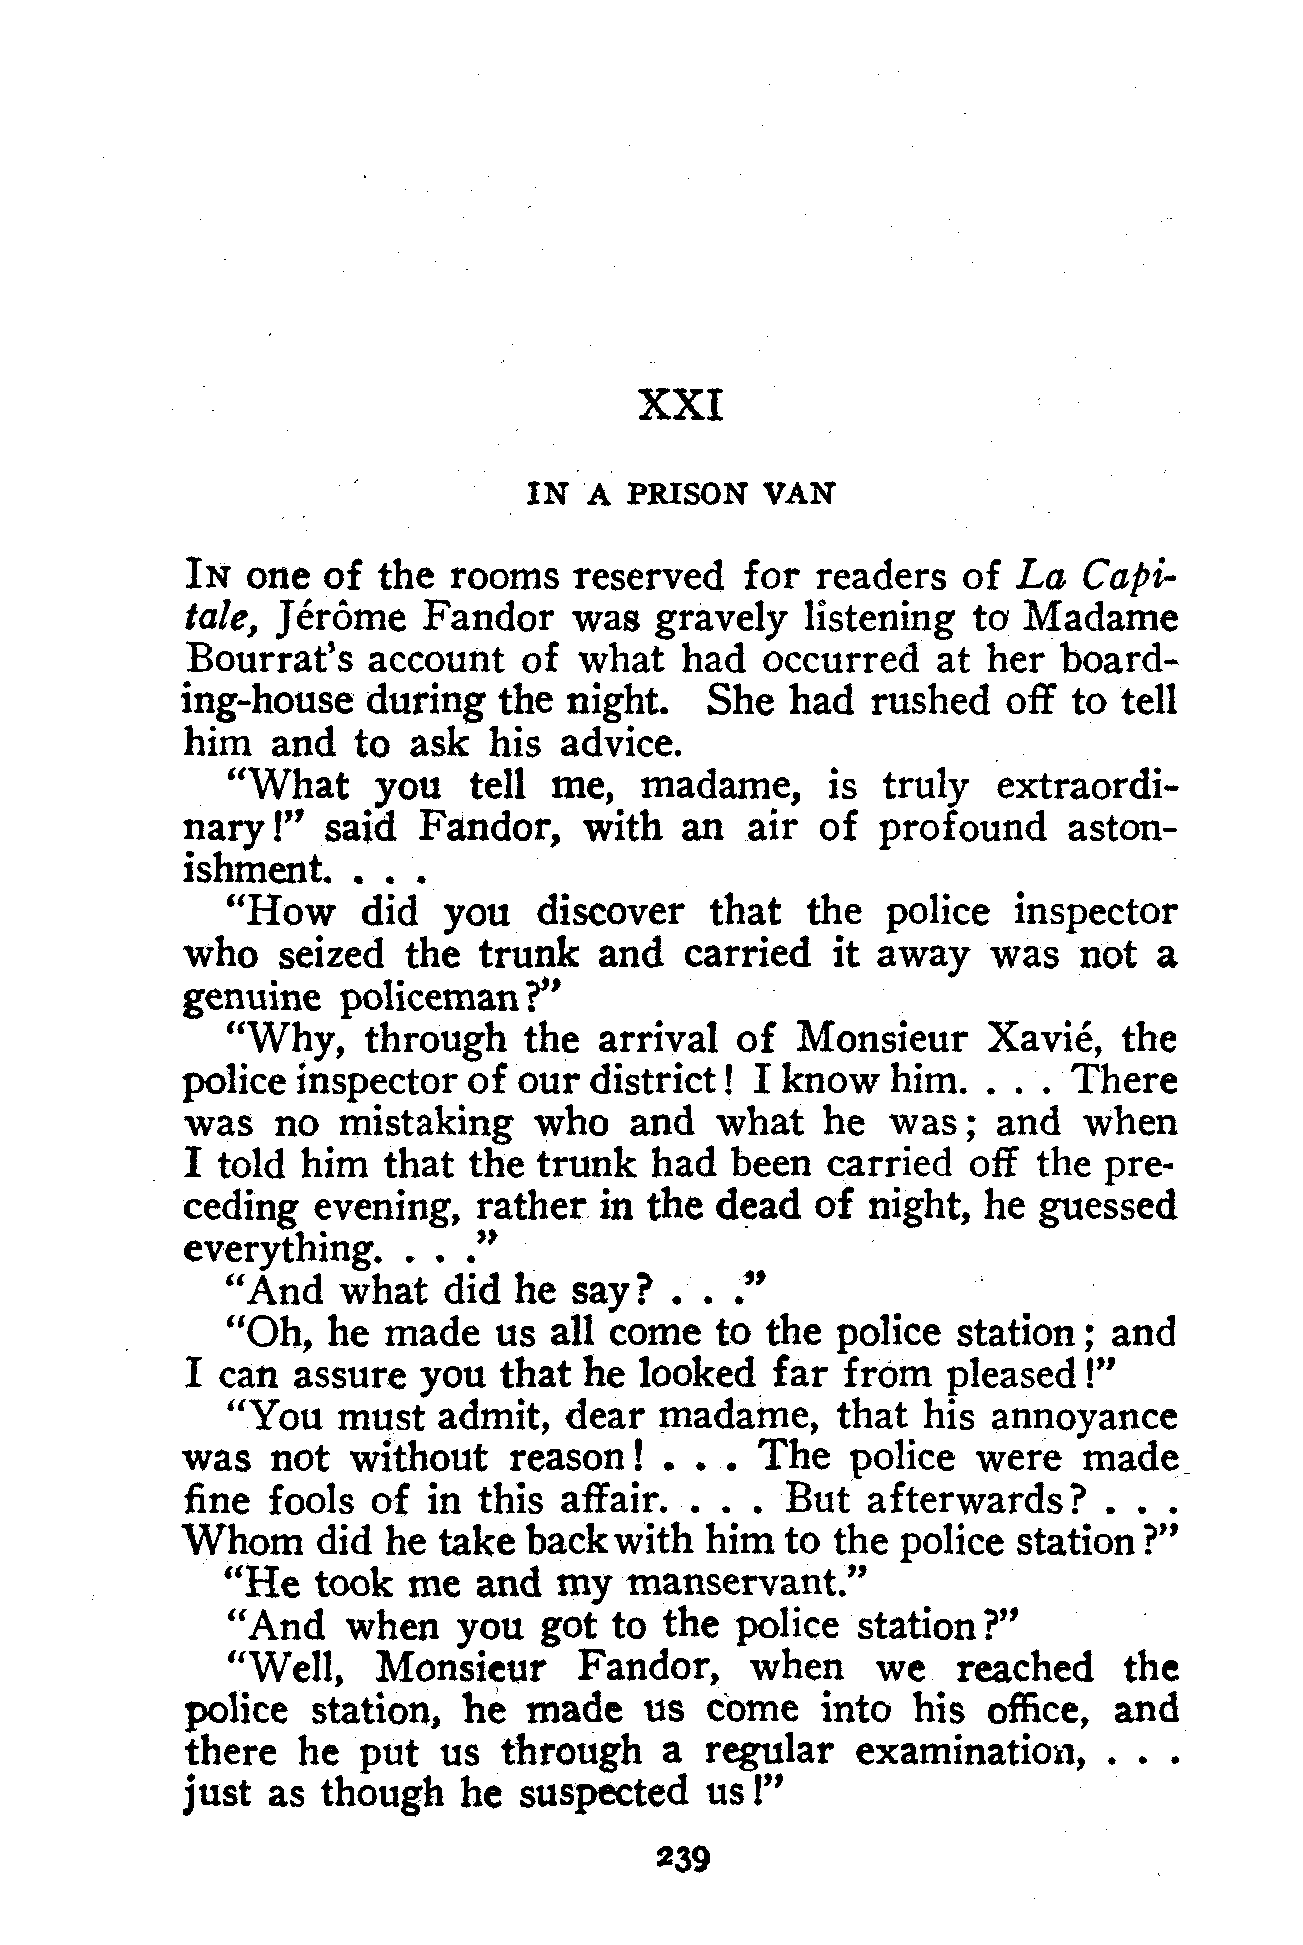 XXI
IN A PRISON VAN
IN one of the rooms reserved for readers of La Capi-
tale, Jérôme Fandor was gravely listening to Madame
Bourrat's account of what had occurred at her board-
ing-house during the night. She had rushed off to tell
him and to ask his advice.
"What you tell me, madame, is truly extraordi-
nary!" said Fandor, with an air of profound aston-
ishment. . . .
"How did you discover that the police inspector
who seized the trunk and carried it away was not a
genuine policeman?"
"Why, through the arrival of Monsieur Xavié, the
police inspector of our district! I know him. . . . There
was no mistaking who and what he was; and when
I told him that the trunk had been carried off the pre-
ceding evening, rather in the dead of night, he guessed
everything. . . ."
"And what did he say? . . ."
"Oh, he made us all come to the police station; and
I can assure you that he looked far from pleased!"
"You must admit, dear madame, that his annoyance
was not without reason! . . . The police were made
fine fools of in this affair. . . . But afterwards? . . .
Whom did he take back with him to the police station?"
"He took me and my manservant."
"And when you got to the police station?"
"Well, Monsieur Fandor, when we reached the
police station, he made us come into his office, and
there he put us through a regular examination, . . .
just as though he suspected us!"
239